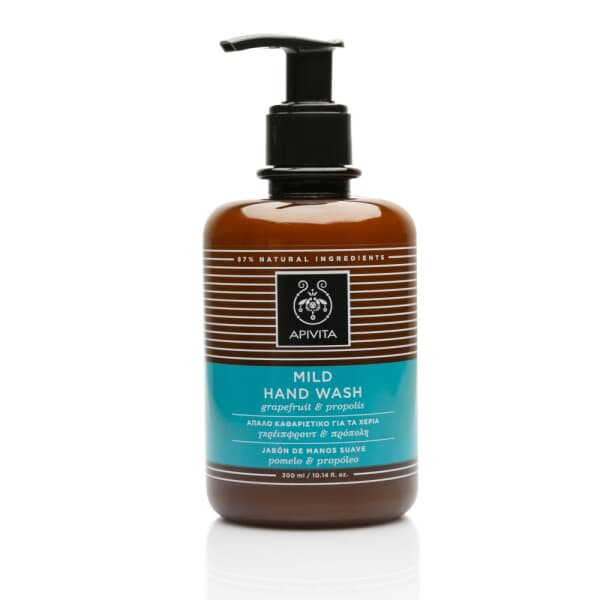 87% NATURAL INGREDIENTS
APIVITA
MILD
HAND WASH
grapefruit & propolis
ΑΠΑΛΟ ΚΑΘΑΡΙΣΤΙΚΟ ΓΙΑ ΤΑ ΧΕΡΙΑ
γκρέιπφρουτ & πρόπολη
JABÓN DE MANOS SUAVE
pomelo & propóleo
300 ml / 10.14 fl. oz.